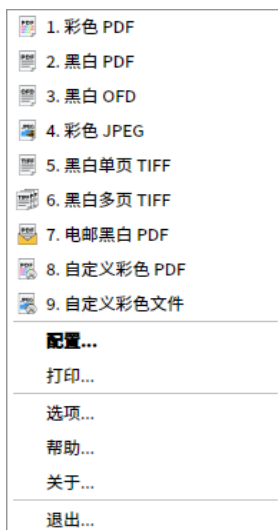 1. 彩色 PDF
2. 黑白 PDF
3. 黑白 OFD
4. 彩色 JPEG
5. 黑白单页 TIFF
6. 黑白多页 TIFF
7. 电邮黑白 PDF
8. 自定义彩色 PDF
9. 自定义彩色文件
配置...
打印...
选项...
帮助...
关于...
退出...